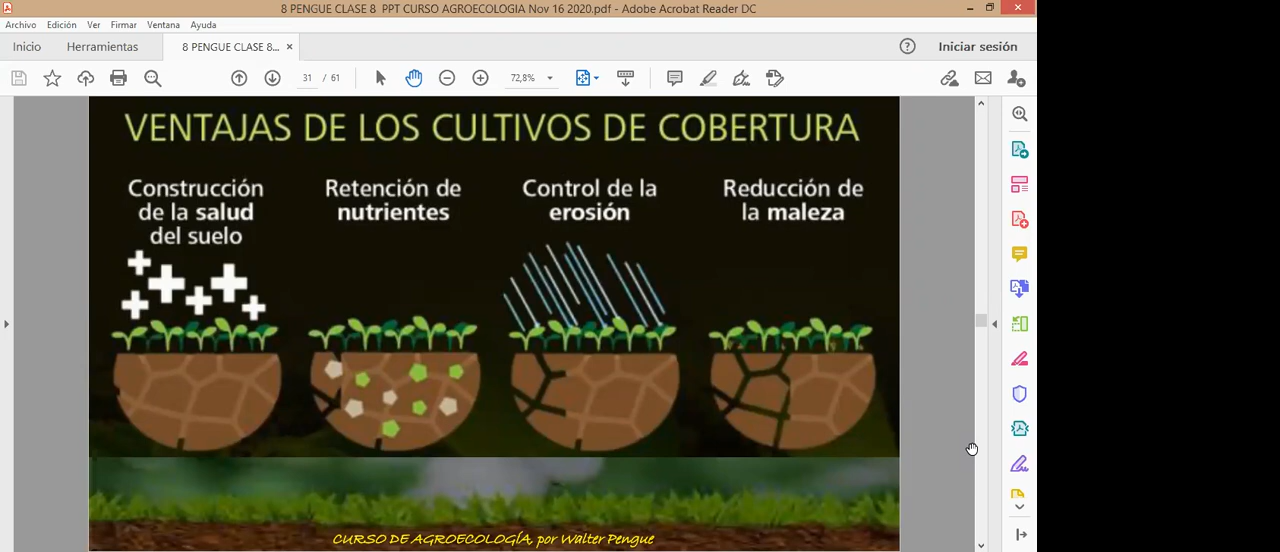 8 PENGUE CLASE 8 PPT CURSO AGROECOLOGIA Nov 16 2020.pdf - Adobe Acrobat Reader DC
Archivo Edición Ver Firmar Ventana Ayuda
Inicio Herramientas 8 PENGUE CLASE 8... × Iniciar sesión
31 / 61 72,8%
VENTAJAS DE LOS CULTIVOS DE COBERTURA
Construcción
de la salud
del suelo
Retención de
nutrientes
Control de la
erosión
Reducción de
la maleza
CURSO DE AGROECOLOGÍA, por Walter Pengue